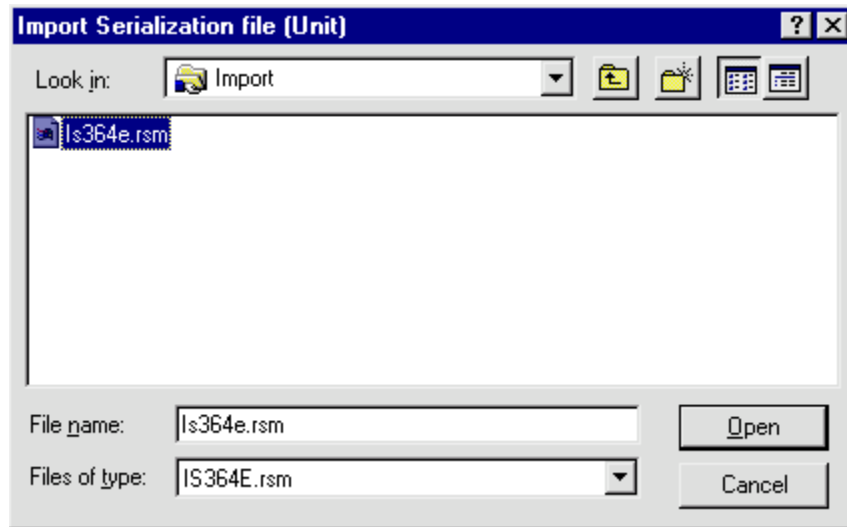 Import Serialization file (Unit)
Look in: Import
Is364e.rsm
File name: Is364e.rsm Open
Files of type: IS364E.rsm Cancel